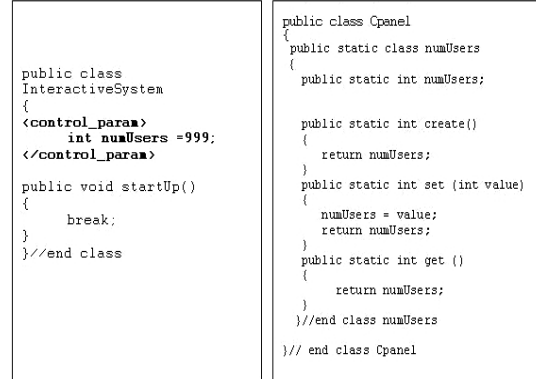 public class
InteractiveSystem
{
<control_param>
int numUsers =999;
</control_param>
public void startUp()
{
break;
}
}//end class
public class Cpanel
{
public static class numUsers
{
public static int numUsers;
public static int create()
{
return numUsers;
}
public static int set (int value)
{
numUsers = value;
return numUsers;
}
public static int get ()
{
return numUsers;
}
}//end class numUsers
}// end class Cpanel